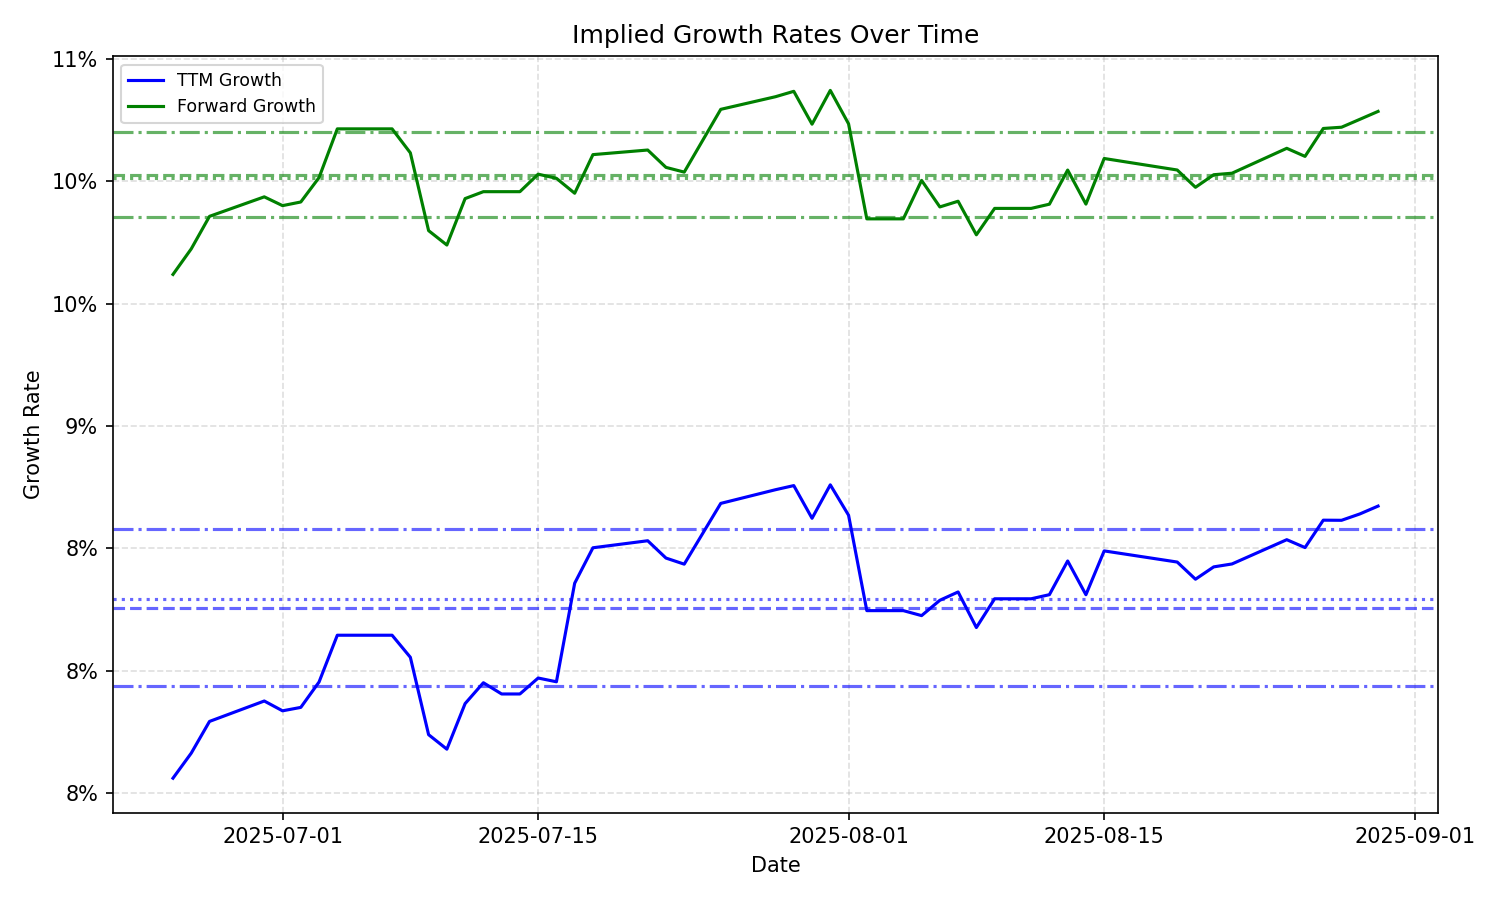 Implied Growth Rates Over Time
TTM Growth
Forward Growth
11%
10%
10%
9%
8%
8%
8%
Growth Rate
2025-07-01
2025-07-15
2025-08-01
2025-08-15
2025-09-01
Date